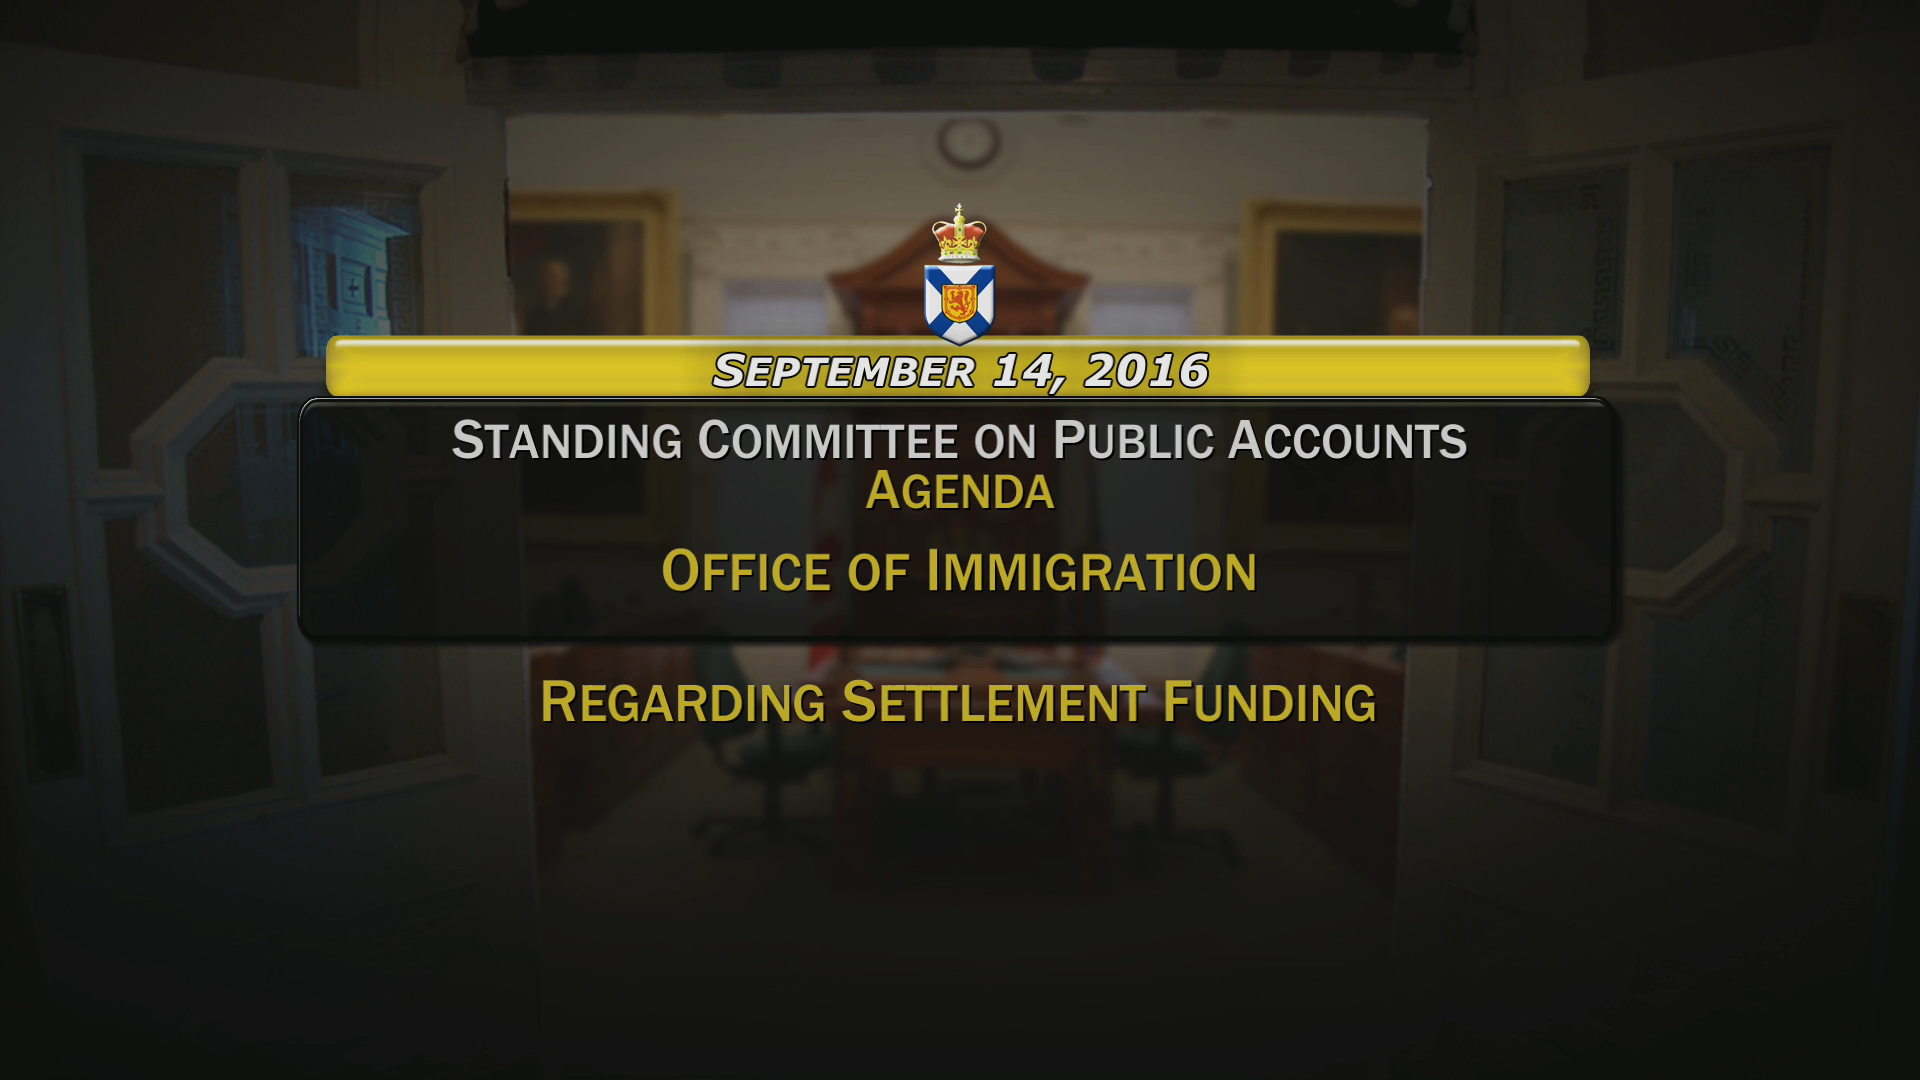 SEPTEMBER 14, 2016
STANDING COMMITTEE ON PUBLIC ACCOUNTS
AGENDA
OFFICE OF IMMIGRATION
REGARDING SETTLEMENT FUNDING